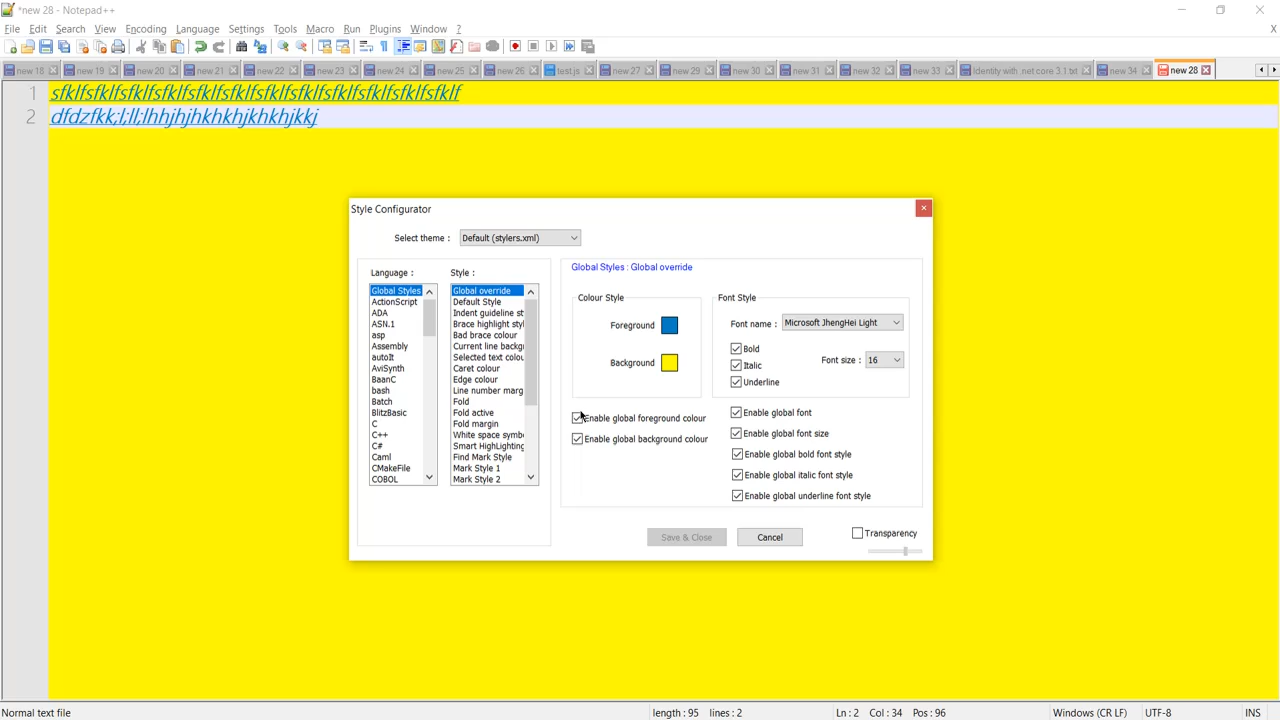 *new 28 - Notepad++
File Edit Search View Encoding Language Settings Tools Macro Run Plugins Window ? X
new 18 new 19 new 20 new 21 new 22 new 23 new 24 new 25 new 26 test.js new 27 new 29 new 30 new 31 new 32 new 33 Identity with .net core 3.1.txt new 34 new 28
1 sfklfsfklfsfklfsfklfsfklfsfklfsfklfsfklfsfklfsfklfsfklfsfklf
2 dfdzfkk;l;ll;lhhjhjhkhkhjkhkhjkkj
Style Configurator
Select theme : Default (stylers.xml)
Language :
Global Styles
ActionScript
ADA
ASN.1
asp
Assembly
autoIt
AviSynth
BaanC
bash
Batch
BlitzBasic
C
C++
C#
Caml
CMakeFile
COBOL
Style :
Global override
Default Style
Indent guideline st
Brace highlight styl
Bad brace colour
Current line backgr
Selected text colou
Caret colour
Edge colour
Line number marg
Fold
Fold active
Fold margin
White space symbo
Smart HighLighting
Find Mark Style
Mark Style 1
Mark Style 2
Global Styles : Global override
Colour Style
Foreground
Background
Font Style
Font name : Microsoft JhengHei Light
Bold
Italic
Underline
Font size : 16
Enable global foreground colour
Enable global background colour
Enable global font
Enable global font size
Enable global bold font style
Enable global italic font style
Enable global underline font style
Save & Close Cancel
Transparency
Normal text file length : 95 lines : 2 Ln : 2 Col : 34 Pos : 96 Windows (CR LF) UTF-8 INS